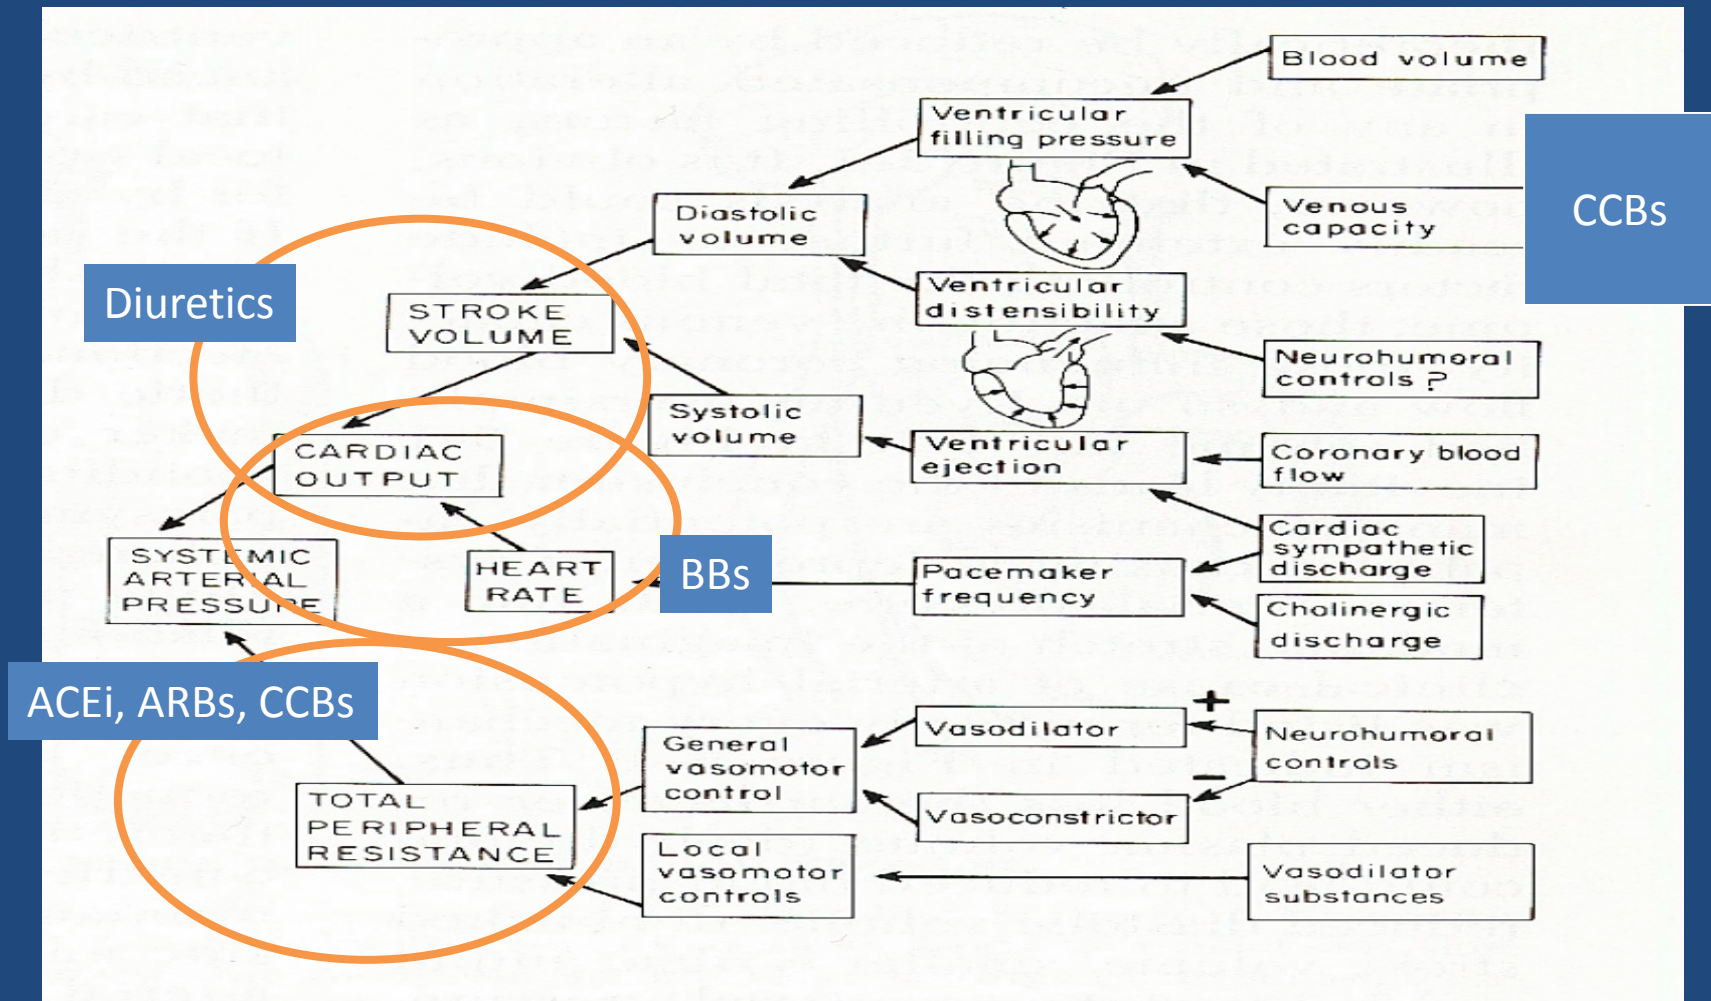 Blood volume
Ventricular
filling pressure
CCBs
Venous
capacity
Diastolic
volume
Diuretics
STROKE
VOLUME
Ventricular
distensibility
Neurohumoral
controls ?
Systolic
volume
CARDIAC
OUTPUT
Ventricular
ejection
Coronary blood
flow
Cardiac
sympathetic
discharge
SYSTEMIC
ARTERIAL
PRESSURE
HEART
RATE
BBs
Pacemaker
frequency
Cholinergic
discharge
ACEi, ARBs, CCBs
General
vasomotor
control
Vasodilator
+
Neurohumoral
controls
−
Vasoconstrictor
TOTAL
PERIPHERAL
RESISTANCE
Local
vasomotor
controls
Vasodilator
substances